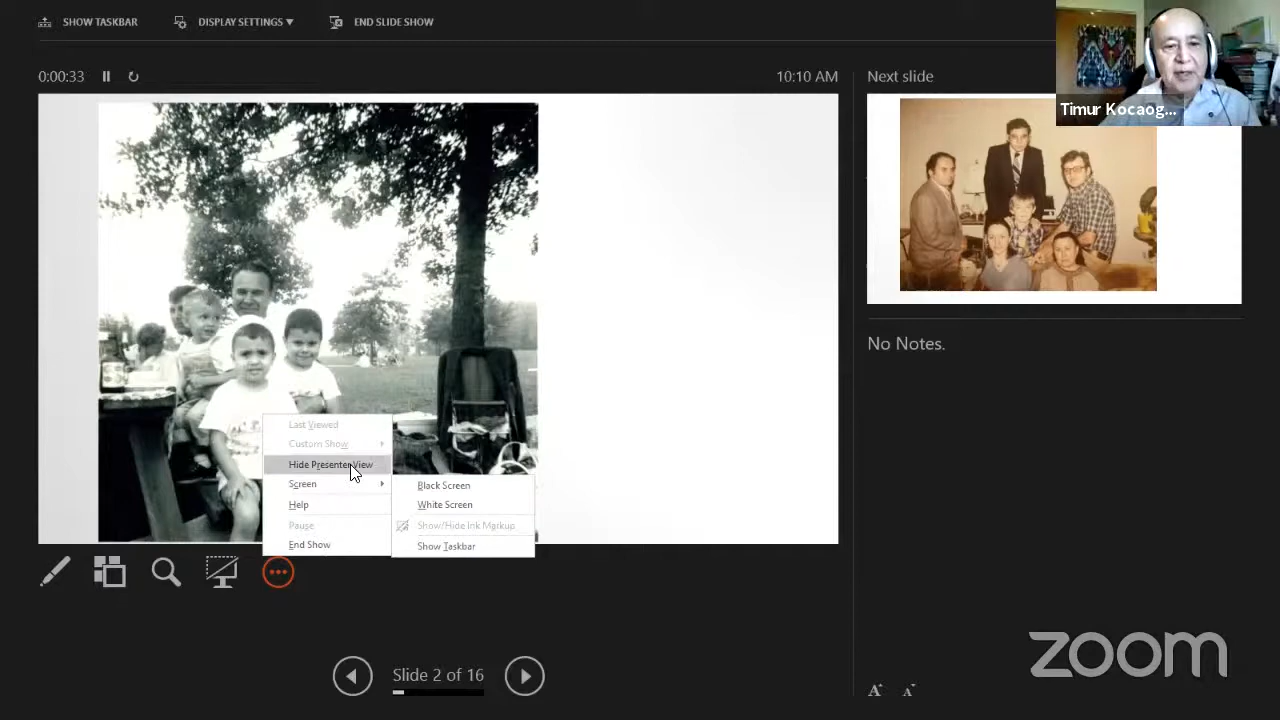 SHOW TASKBAR
DISPLAY SETTINGS ▼
END SLIDE SHOW
0:00:33
10:10 AM
Next slide
Timur Kocaog...
No Notes.
Last Viewed
Custom Show
Hide Presenter View
Screen
Help
Pause
End Show
Black Screen
White Screen
Show/Hide Ink Markup
Show Taskbar
Slide 2 of 16
A A
zoom